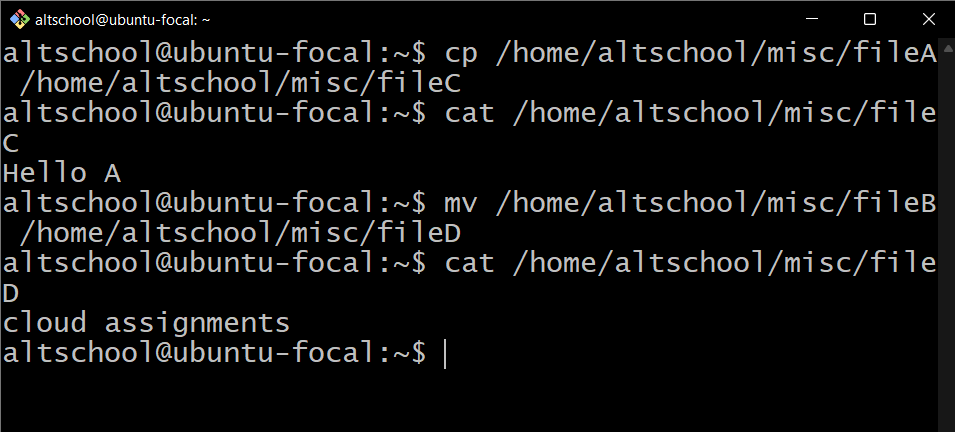 altschool@ubuntu-focal: ~
altschool@ubuntu-focal:~$ cp /home/altschool/misc/fileA
 /home/altschool/misc/fileC
altschool@ubuntu-focal:~$ cat /home/altschool/misc/file
C
Hello A
altschool@ubuntu-focal:~$ mv /home/altschool/misc/fileB
 /home/altschool/misc/fileD
altschool@ubuntu-focal:~$ cat /home/altschool/misc/file
D
cloud assignments
altschool@ubuntu-focal:~$